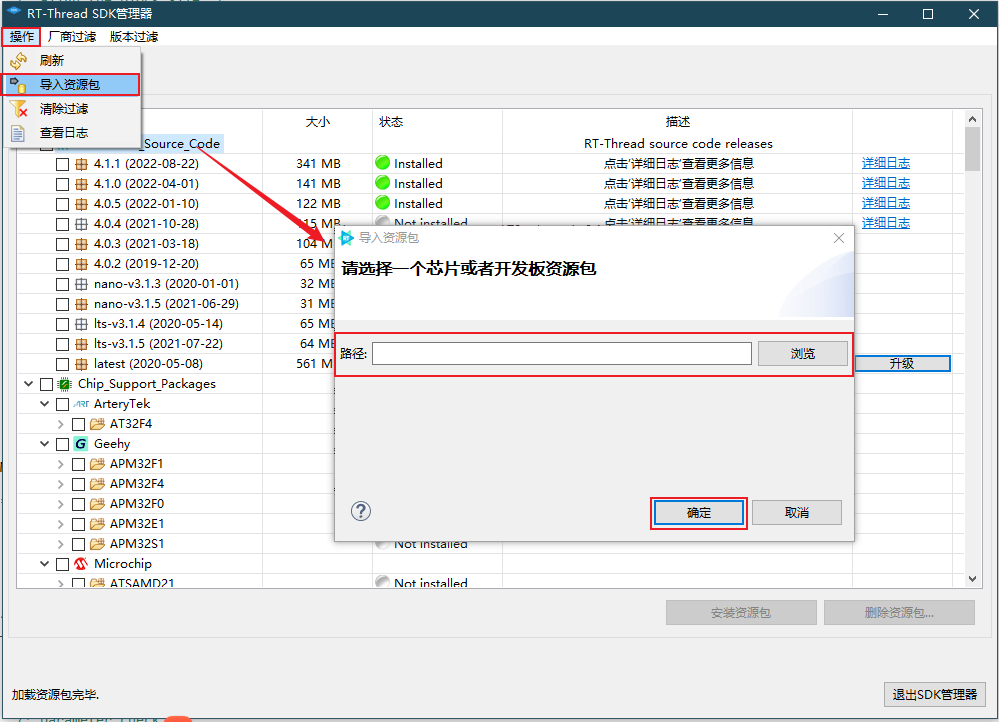 RT-Thread SDK管理器
操作 厂商过滤 版本过滤
刷新
导入资源包
清除过滤
查看日志
大小 状态 描述
_Source_Code RT-Thread source code releases
4.1.1 (2022-08-22) 341 MB Installed 点击'详细日志'查看更多信息 详细日志
4.1.0 (2022-04-01) 141 MB Installed 点击'详细日志'查看更多信息 详细日志
4.0.5 (2022-01-10) 122 MB Installed 点击'详细日志'查看更多信息 详细日志
4.0.4 (2021-10-28) 115 MB Not installed 点击'详细日志'查看更多信息 详细日志
4.0.3 (2021-03-18) 104 M
4.0.2 (2019-12-20) 65 M
nano-v3.1.3 (2020-01-01) 32 M
nano-v3.1.5 (2021-06-29) 31 M
lts-v3.1.4 (2020-05-14) 65 M
lts-v3.1.5 (2021-07-22) 64 M
latest (2020-05-08) 561 M 升级
Chip_Support_Packages
ArteryTek
AT32F4
Geehy
APM32F1
APM32F4
APM32F0
APM32E1
APM32S1 Not installed
Microchip
ATSAMD21 Not installed
导入资源包
请选择一个芯片或者开发板资源包
路径: 浏览
确定 取消
安装资源包 删除资源包...
加载资源包完毕. 退出SDK管理器